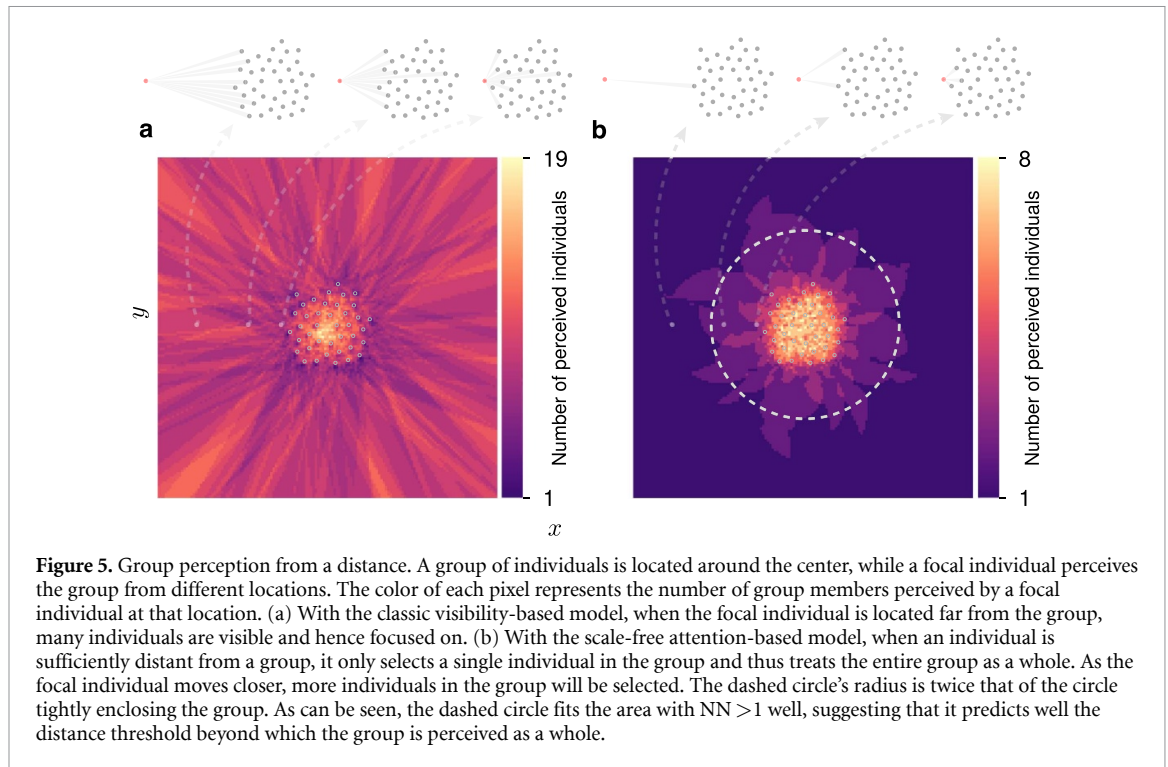 a
b
19
Number of perceived individuals
1
8
Number of perceived individuals
1
y
x
Figure 5. Group perception from a distance. A group of individuals is located around the center, while a focal individual perceives
the group from different locations. The color of each pixel represents the number of group members perceived by a focal
individual at that location. (a) With the classic visibility-based model, when the focal individual is located far from the group,
many individuals are visible and hence focused on. (b) With the scale-free attention-based model, when an individual is
sufficiently distant from a group, it only selects a single individual in the group and thus treats the entire group as a whole. As the
focal individual moves closer, more individuals in the group will be selected. The dashed circle's radius is twice that of the circle
tightly enclosing the group. As can be seen, the dashed circle fits the area with NN >1 well, suggesting that it predicts well the
distance threshold beyond which the group is perceived as a whole.